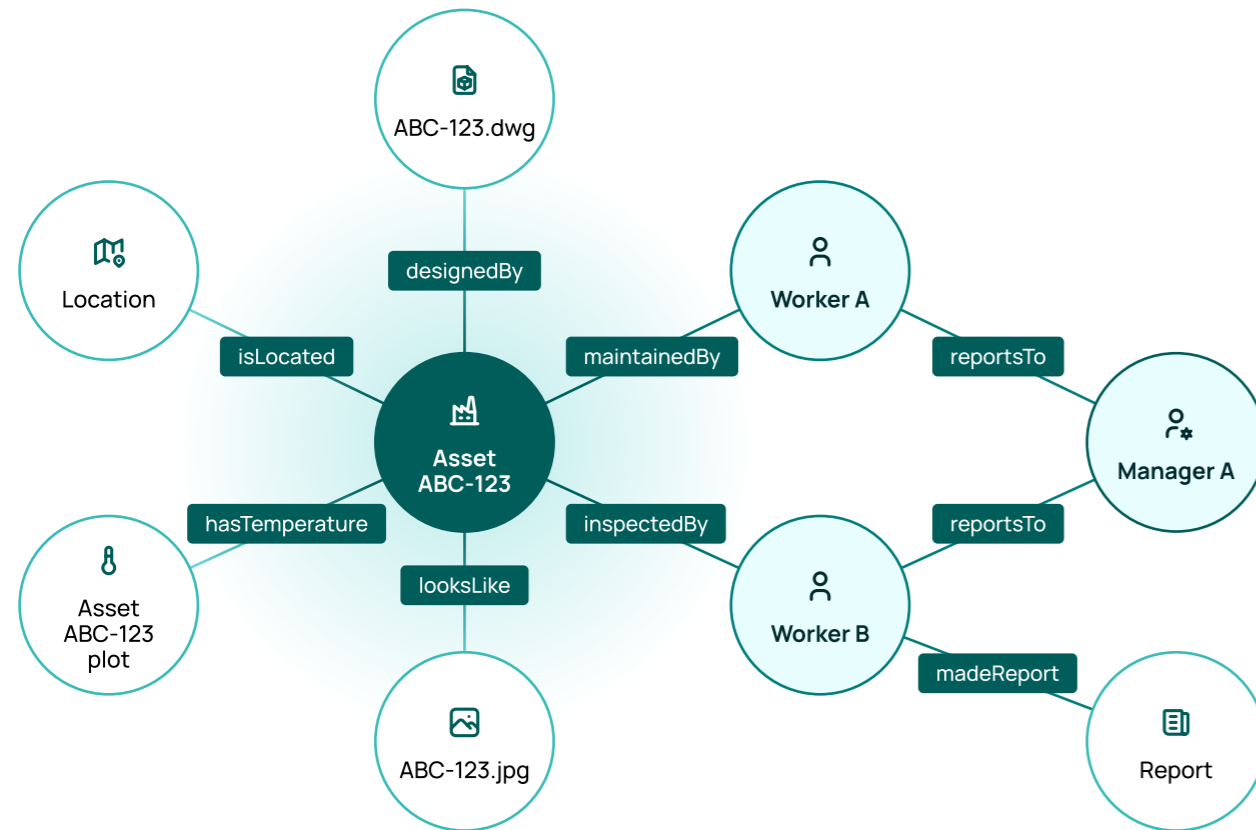 ABC-123.dwg
Location
designedBy
Worker A
isLocated
maintainedBy
reportsTo
Asset
ABC-123
Manager A
hasTemperature
inspectedBy
reportsTo
looksLike
Asset
ABC-123
plot
Worker B
madeReport
ABC-123.jpg
Report